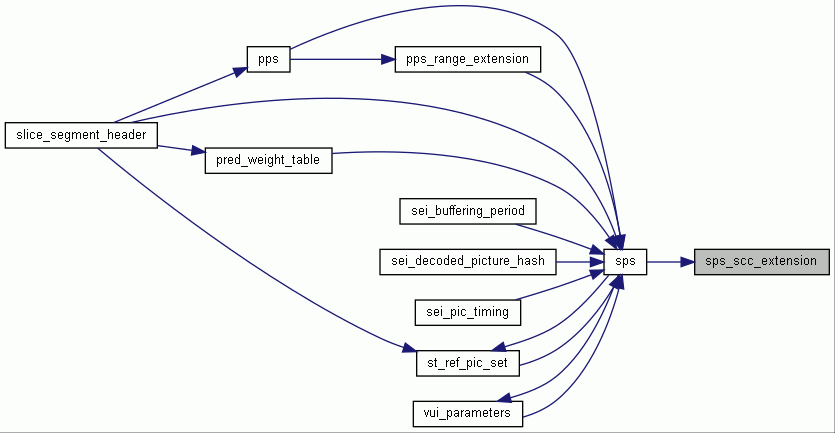 pps
pps_range_extension
slice_segment_header
pred_weight_table
sei_buffering_period
sei_decoded_picture_hash
sps
sps_scc_extension
sei_pic_timing
st_ref_pic_set
vui_parameters